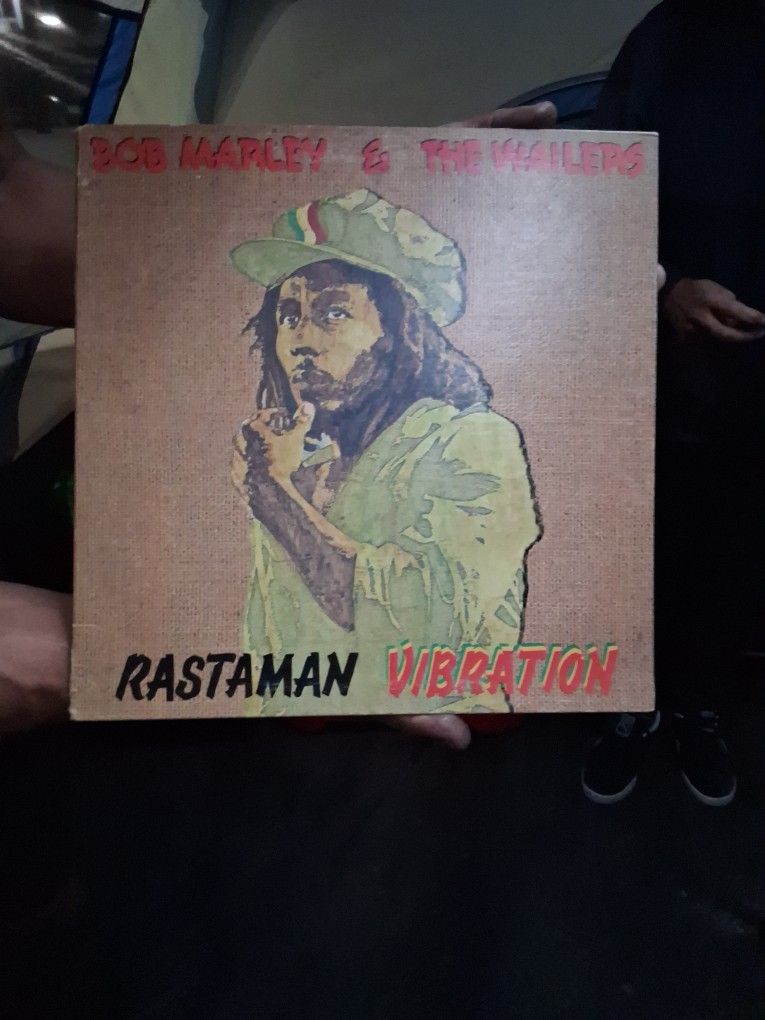 BOB MARLEY & THE WAILERS
RASTAMAN VIBRATION